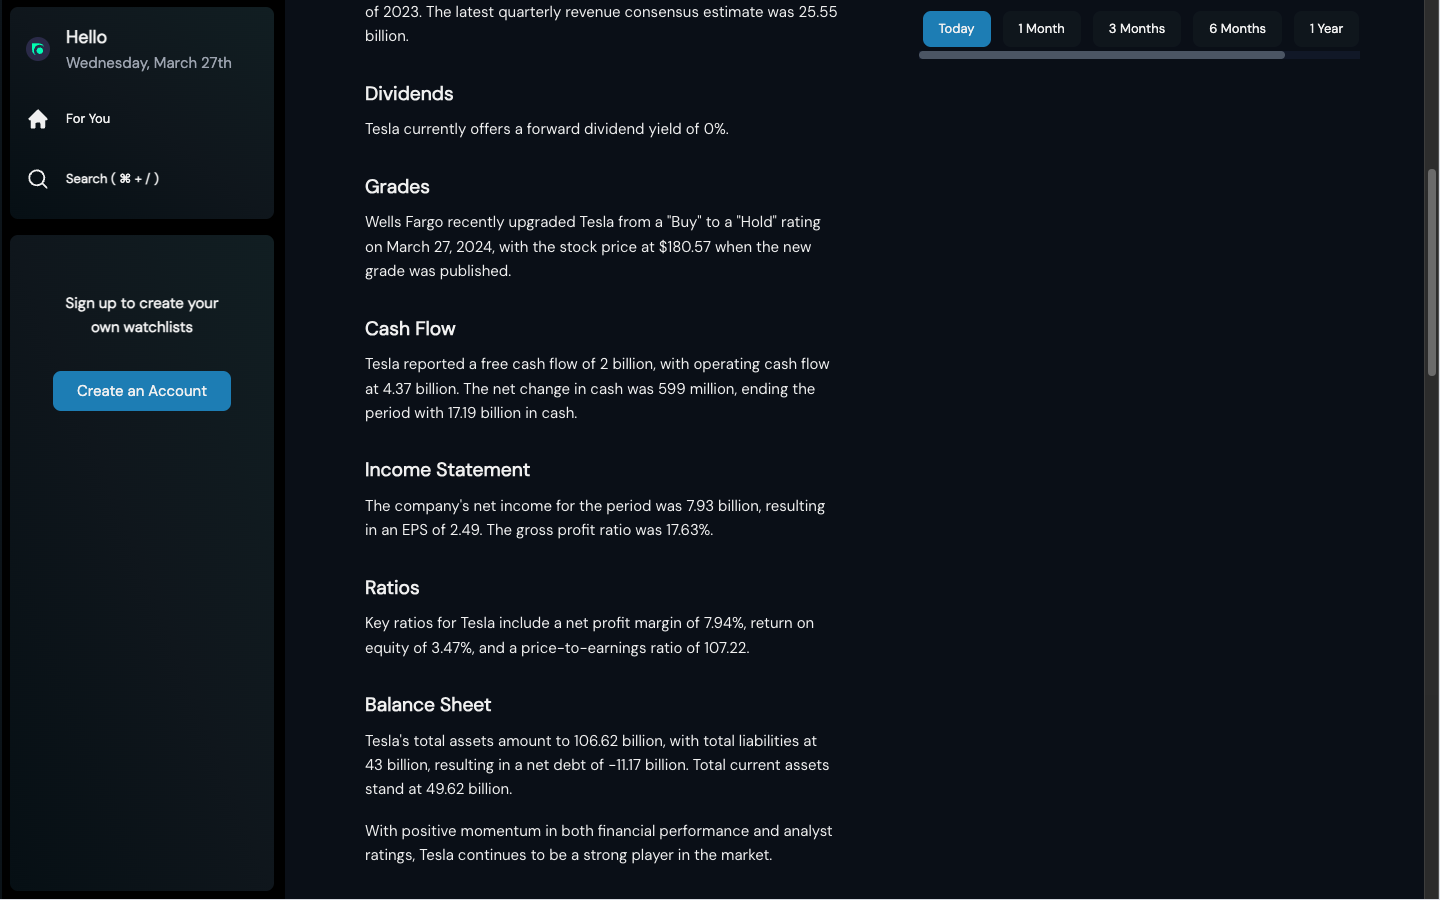 Hello
Wednesday, March 27th
For You
Search ( ⌘ + / )
Sign up to create your
own watchlists
Create an Account
of 2023. The latest quarterly revenue consensus estimate was 25.55
billion.
Dividends
Tesla currently offers a forward dividend yield of 0%.
Grades
Wells Fargo recently upgraded Tesla from a "Buy" to a "Hold" rating
on March 27, 2024, with the stock price at $180.57 when the new
grade was published.
Cash Flow
Tesla reported a free cash flow of 2 billion, with operating cash flow
at 4.37 billion. The net change in cash was 599 million, ending the
period with 17.19 billion in cash.
Income Statement
The company's net income for the period was 7.93 billion, resulting
in an EPS of 2.49. The gross profit ratio was 17.63%.
Ratios
Key ratios for Tesla include a net profit margin of 7.94%, return on
equity of 3.47%, and a price-to-earnings ratio of 107.22.
Balance Sheet
Tesla's total assets amount to 106.62 billion, with total liabilities at
43 billion, resulting in a net debt of -11.17 billion. Total current assets
stand at 49.62 billion.
With positive momentum in both financial performance and analyst
ratings, Tesla continues to be a strong player in the market.
Today
1 Month
3 Months
6 Months
1 Year